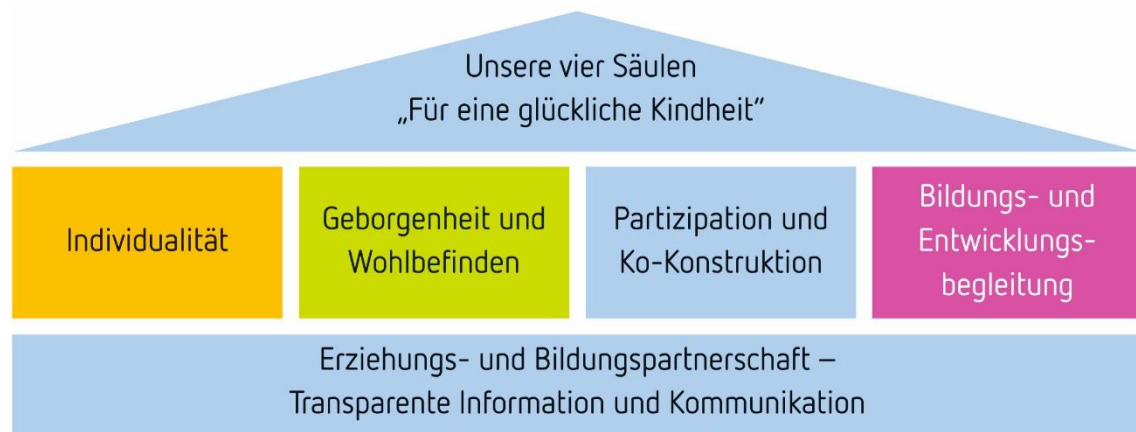 Unsere vier Säulen
„Für eine glückliche Kindheit“
Individualität
Geborgenheit und
Wohlbefinden
Partizipation und
Ko-Konstruktion
Bildungs- und
Entwicklungs-
begleitung
Erziehungs- und Bildungspartnerschaft –
Transparente Information und Kommunikation